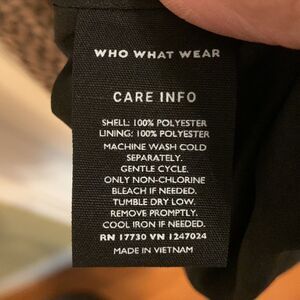 WHO WHAT WEAR
CARE INFO
SHELL: 100% POLYESTER
LINING: 100% POLYESTER
MACHINE WASH COLD
SEPARATELY.
GENTLE CYCLE.
ONLY NON-CHLORINE
BLEACH IF NEEDED.
TUMBLE DRY LOW.
REMOVE PROMPTLY.
COOL IRON IF NEEDED.
RN 17730 VN 1247024
MADE IN VIETNAM